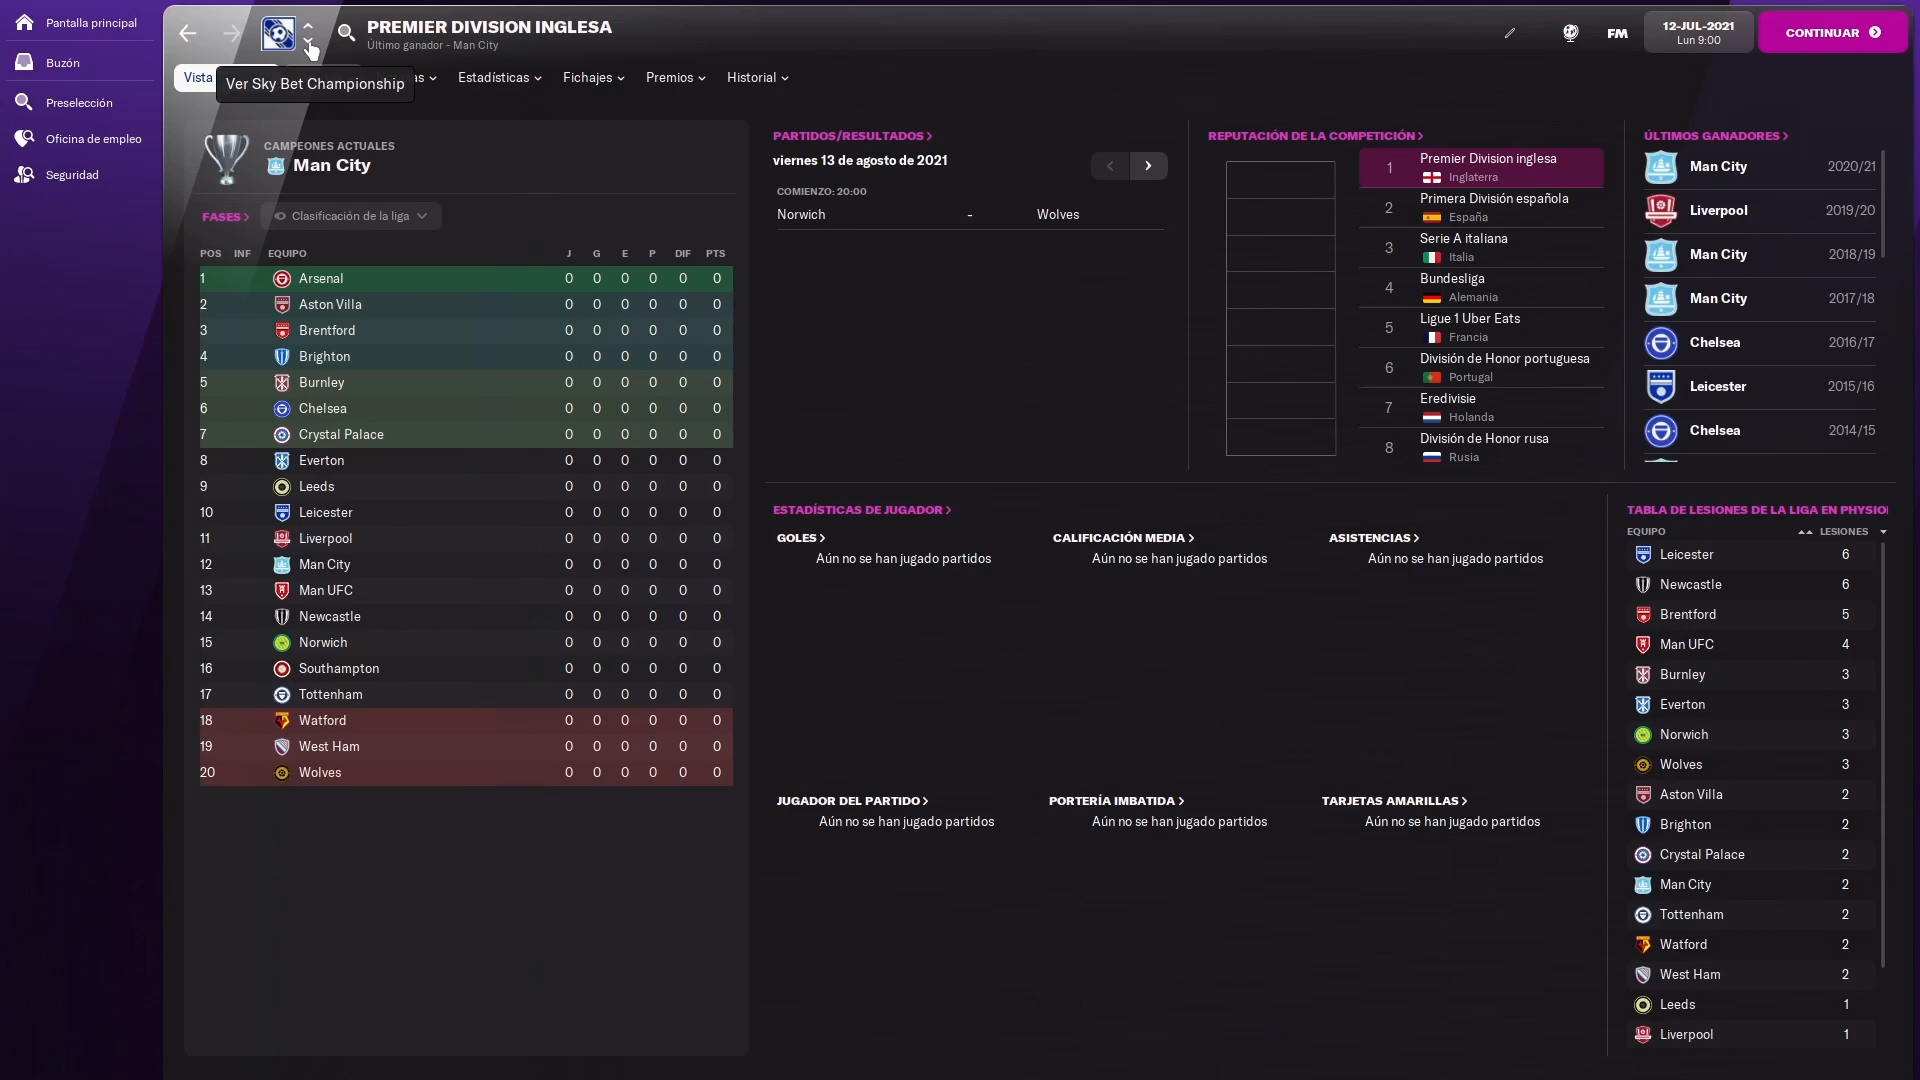 Pantalla principal
Buzón
Preselección
Oficina de empleo
Seguridad
PREMIER DIVISION INGLESA
Último ganador - Man City
FM
12-JUL-2021
Lun 9:00
CONTINUAR
Vista
as
Estadísticas
Fichajes
Premios
Historial
Ver Sky Bet Championship
CAMPEONES ACTUALES
Man City
FASES
Clasificación de la liga
POS INF EQUIPO J G E P DIF PTS
1 Arsenal 0 0 0 0 0 0
2 Aston Villa 0 0 0 0 0 0
3 Brentford 0 0 0 0 0 0
4 Brighton 0 0 0 0 0 0
5 Burnley 0 0 0 0 0 0
6 Chelsea 0 0 0 0 0 0
7 Crystal Palace 0 0 0 0 0 0
8 Everton 0 0 0 0 0 0
9 Leeds 0 0 0 0 0 0
10 Leicester 0 0 0 0 0 0
11 Liverpool 0 0 0 0 0 0
12 Man City 0 0 0 0 0 0
13 Man UFC 0 0 0 0 0 0
14 Newcastle 0 0 0 0 0 0
15 Norwich 0 0 0 0 0 0
16 Southampton 0 0 0 0 0 0
17 Tottenham 0 0 0 0 0 0
18 Watford 0 0 0 0 0 0
19 West Ham 0 0 0 0 0 0
20 Wolves 0 0 0 0 0 0
PARTIDOS/RESULTADOS
viernes 13 de agosto de 2021
COMIENZO: 20:00
Norwich - Wolves
REPUTACIÓN DE LA COMPETICIÓN
1 Premier Division inglesa
Inglaterra
2 Primera División española
España
3 Serie A italiana
Italia
4 Bundesliga
Alemania
5 Ligue 1 Uber Eats
Francia
6 División de Honor portuguesa
Portugal
7 Eredivisie
Holanda
8 División de Honor rusa
Rusia
ÚLTIMOS GANADORES
Man City 2020/21
Liverpool 2019/20
Man City 2018/19
Man City 2017/18
Chelsea 2016/17
Leicester 2015/16
Chelsea 2014/15
ESTADÍSTICAS DE JUGADOR
GOLES
Aún no se han jugado partidos
CALIFICACIÓN MEDIA
Aún no se han jugado partidos
ASISTENCIAS
Aún no se han jugado partidos
JUGADOR DEL PARTIDO
Aún no se han jugado partidos
PORTERÍA IMBATIDA
Aún no se han jugado partidos
TARJETAS AMARILLAS
Aún no se han jugado partidos
TABLA DE LESIONES DE LA LIGA EN PHYSIO
EQUIPO LESIONES
Leicester 6
Newcastle 6
Brentford 5
Man UFC 4
Burnley 3
Everton 3
Norwich 3
Wolves 3
Aston Villa 2
Brighton 2
Crystal Palace 2
Man City 2
Tottenham 2
Watford 2
West Ham 2
Leeds 1
Liverpool 1